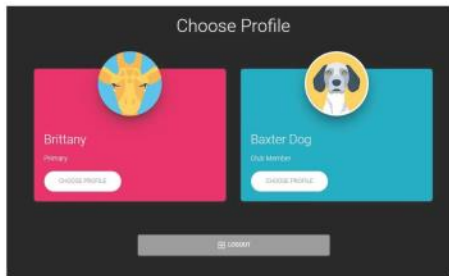 Choose Profile
Brittany
Primary
CHOOSE PROFILE
Baxter Dog
Club Member
CHOOSE PROFILE
LOGOUT